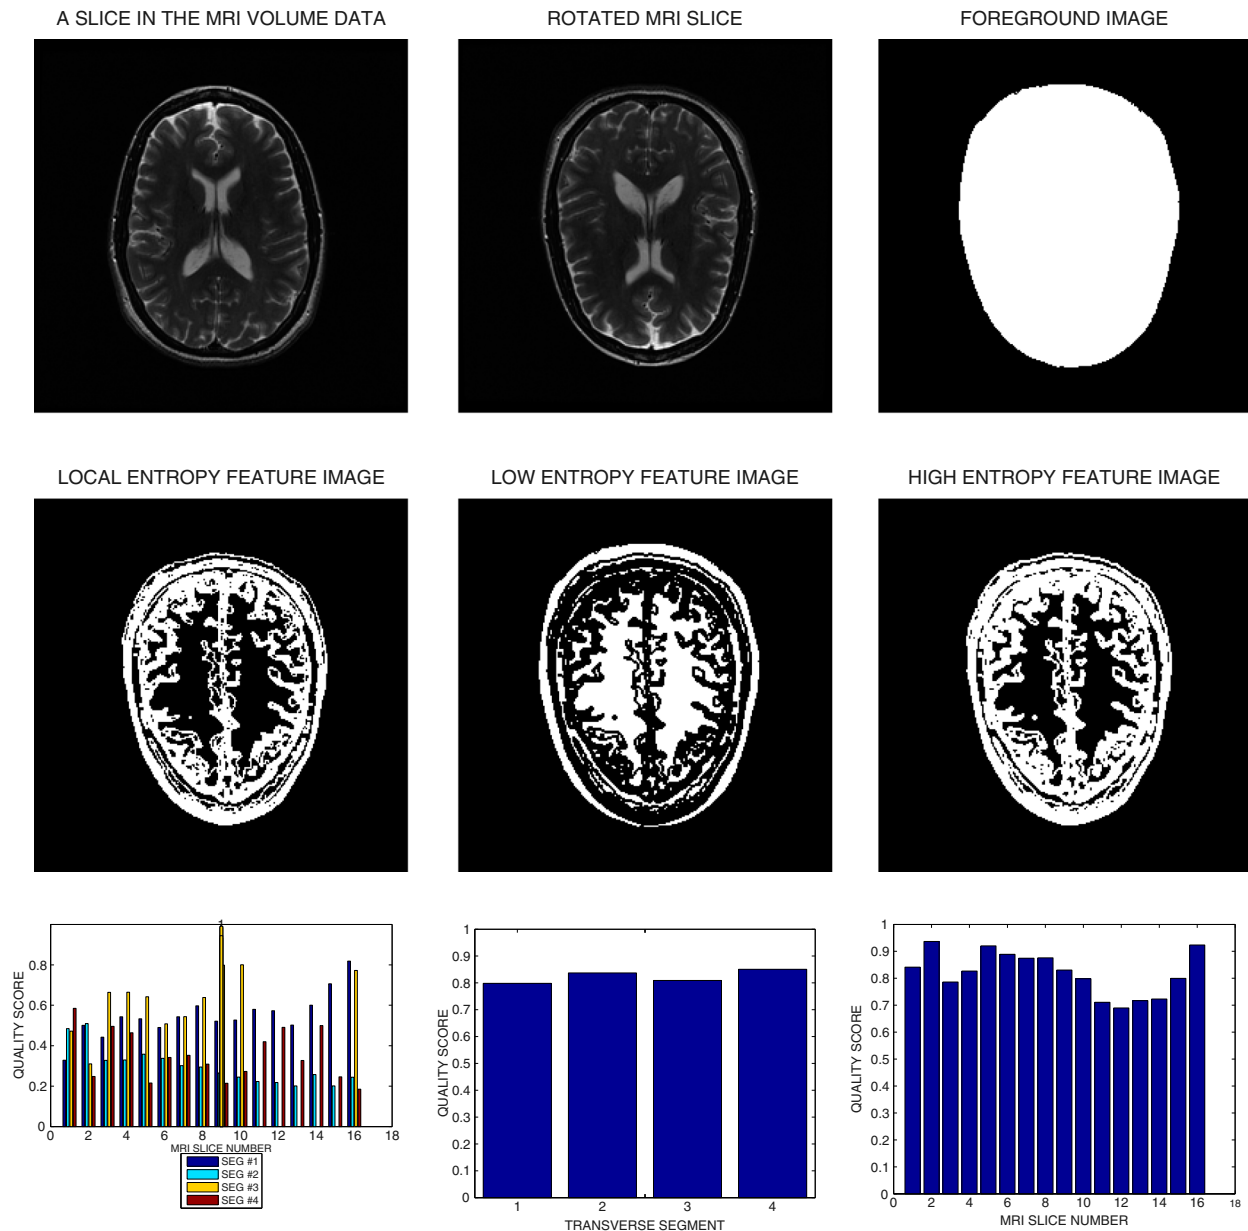 A SLICE IN THE MRI VOLUME DATA
ROTATED MRI SLICE
FOREGROUND IMAGE
LOCAL ENTROPY FEATURE IMAGE
LOW ENTROPY FEATURE IMAGE
HIGH ENTROPY FEATURE IMAGE
1
0.8
0.6
0.4
0.2
0
QUALITY SCORE
0 2 4 6 8 10 12 14 16 18
MRI SLICE NUMBER
SEG #1
SEG #2
SEG #3
SEG #4
1
0.9
0.8
0.7
0.6
0.5
0.4
0.3
0.2
0.1
0
QUALITY SCORE
1 2 3 4
TRANSVERSE SEGMENT
1
0.9
0.8
0.7
0.6
0.5
0.4
0.3
0.2
0.1
0
QUALITY SCORE
0 2 4 6 8 10 12 14 16 18
MRI SLICE NUMBER